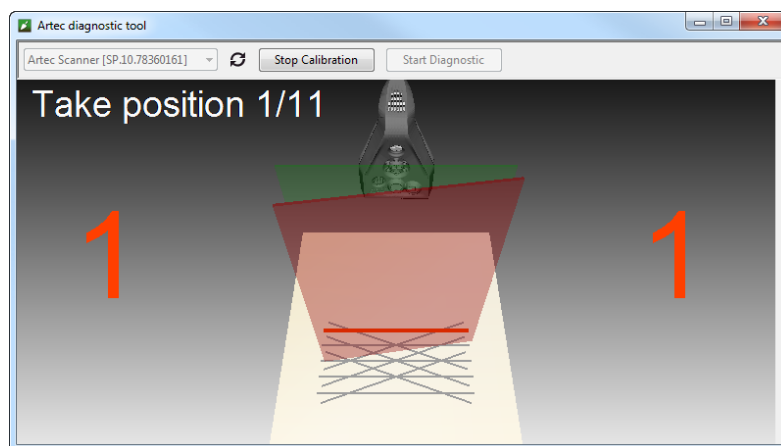 Artec diagnostic tool
Artec Scanner [SP.10.78360161] Stop Calibration Start Diagnostic
Take position 1/11
1 1